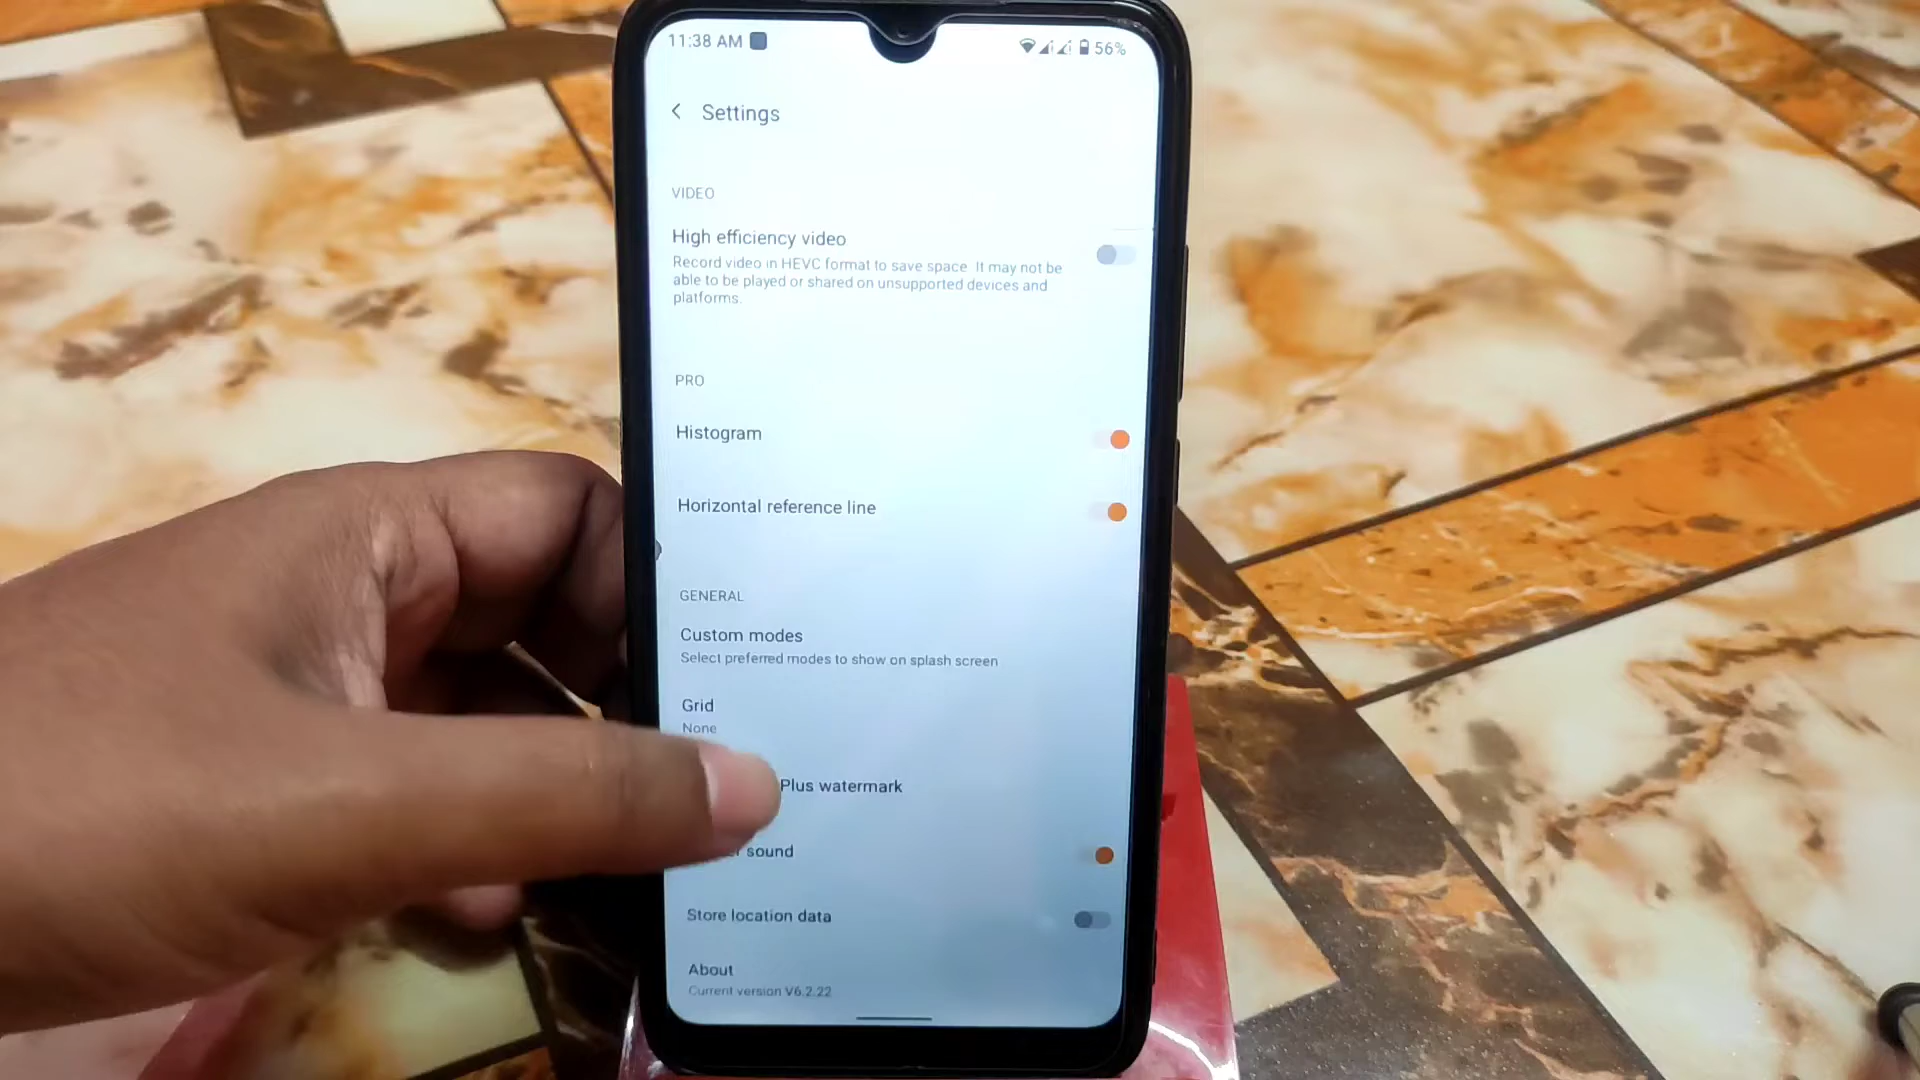 11:38 AM
56%
Settings
VIDEO
High efficiency video
Record video in HEVC format to save space. It may not be
able to be played or shared on unsupported devices and
platforms.
PRO
Histogram
Horizontal reference line
GENERAL
Custom modes
Select preferred modes to show on splash screen
Grid
None
Plus watermark
sound
Store location data
About
Current version V6.2.22